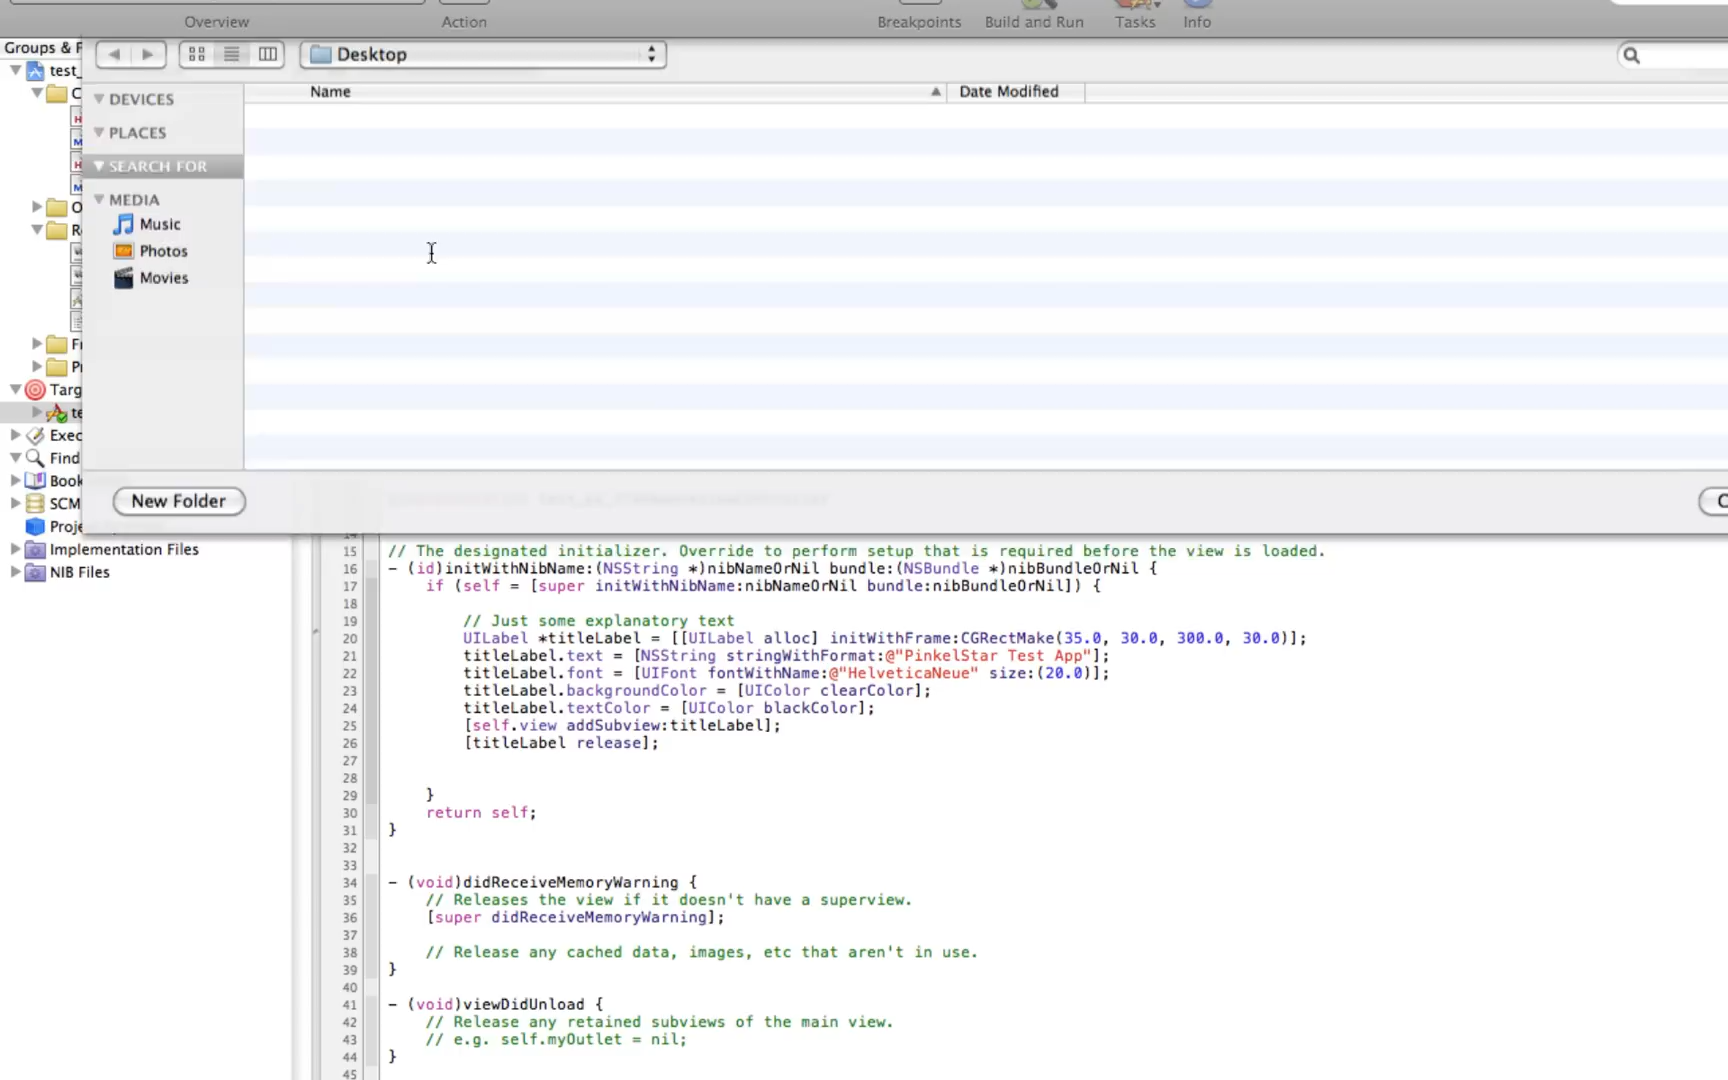 Overview Action Breakpoints Build and Run Tasks Info
Groups & F
Desktop
test_
Name Date Modified
C
DEVICES
PLACES
SEARCH FOR
MEDIA
Music
Photos
Movies
O
R
Fr
P
Targ
te
Exec
Find
Book
SCM
Proje
Implementation Files
NIB Files
New Folder
15 // The designated initializer. Override to perform setup that is required before the view is loaded.
16 - (id)initWithNibName:(NSString *)nibNameOrNil bundle:(NSBundle *)nibBundleOrNil {
17 if (self = [super initWithNibName:nibNameOrNil bundle:nibBundleOrNil]) {
18
19 // Just some explanatory text
20 UILabel *titleLabel = [[UILabel alloc] initWithFrame:CGRectMake(35.0, 30.0, 300.0, 30.0)];
21 titleLabel.text = [NSString stringWithFormat:@"PinkelStar Test App"];
22 titleLabel.font = [UIFont fontWithName:@"HelveticaNeue" size:(20.0)];
23 titleLabel.backgroundColor = [UIColor clearColor];
24 titleLabel.textColor = [UIColor blackColor];
25 [self.view addSubview:titleLabel];
26 [titleLabel release];
27
28
29 }
30 return self;
31 }
32
33
34 - (void)didReceiveMemoryWarning {
35 // Releases the view if it doesn't have a superview.
36 [super didReceiveMemoryWarning];
37
38 // Release any cached data, images, etc that aren't in use.
39 }
40
41 - (void)viewDidUnload {
42 // Release any retained subviews of the main view.
43 // e.g. self.myOutlet = nil;
44 }
45